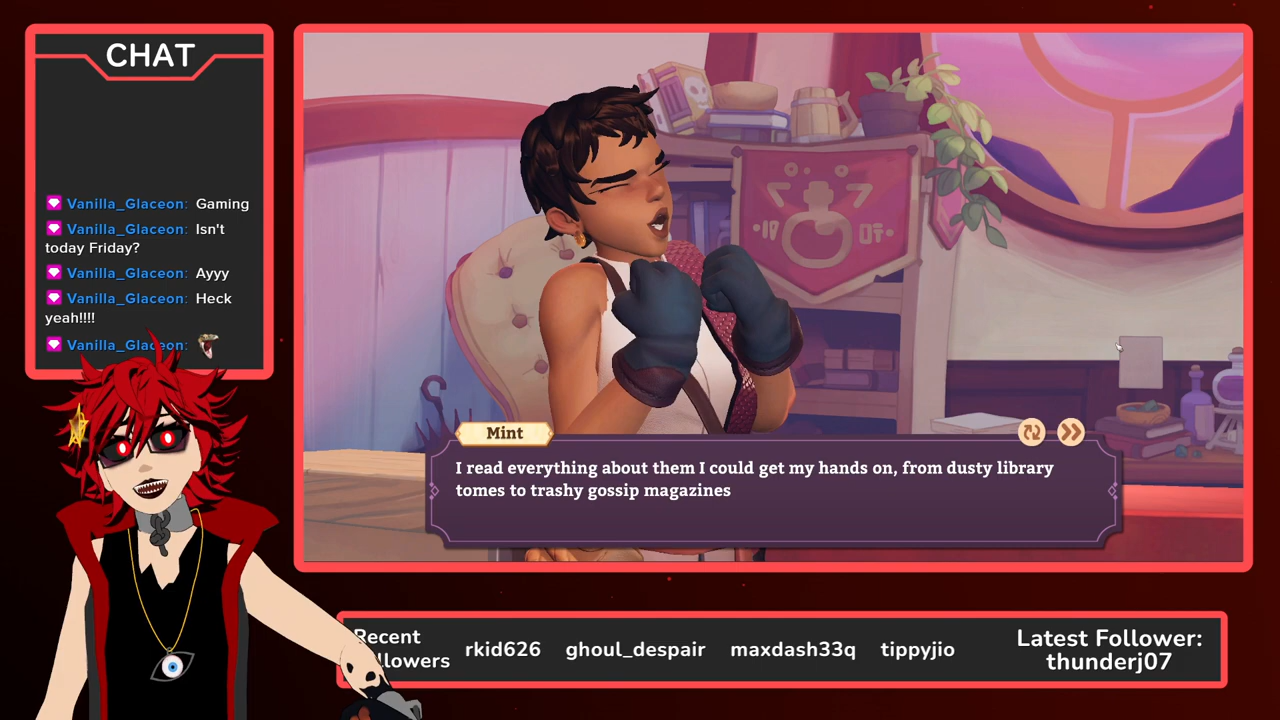 CHAT
Vanilla_Glaceon: Gaming
Vanilla_Glaceon: Isn't
today Friday?
Vanilla_Glaceon: Ayyy
Vanilla_Glaceon: Heck
yeah!!!!
Vanilla_Glaceon:
Mint
I read everything about them I could get my hands on, from dusty library
tomes to trashy gossip magazines
Recent
llowers
rkid626 ghoul_despair maxdash33q tippyjio
Latest Follower:
thunderj07